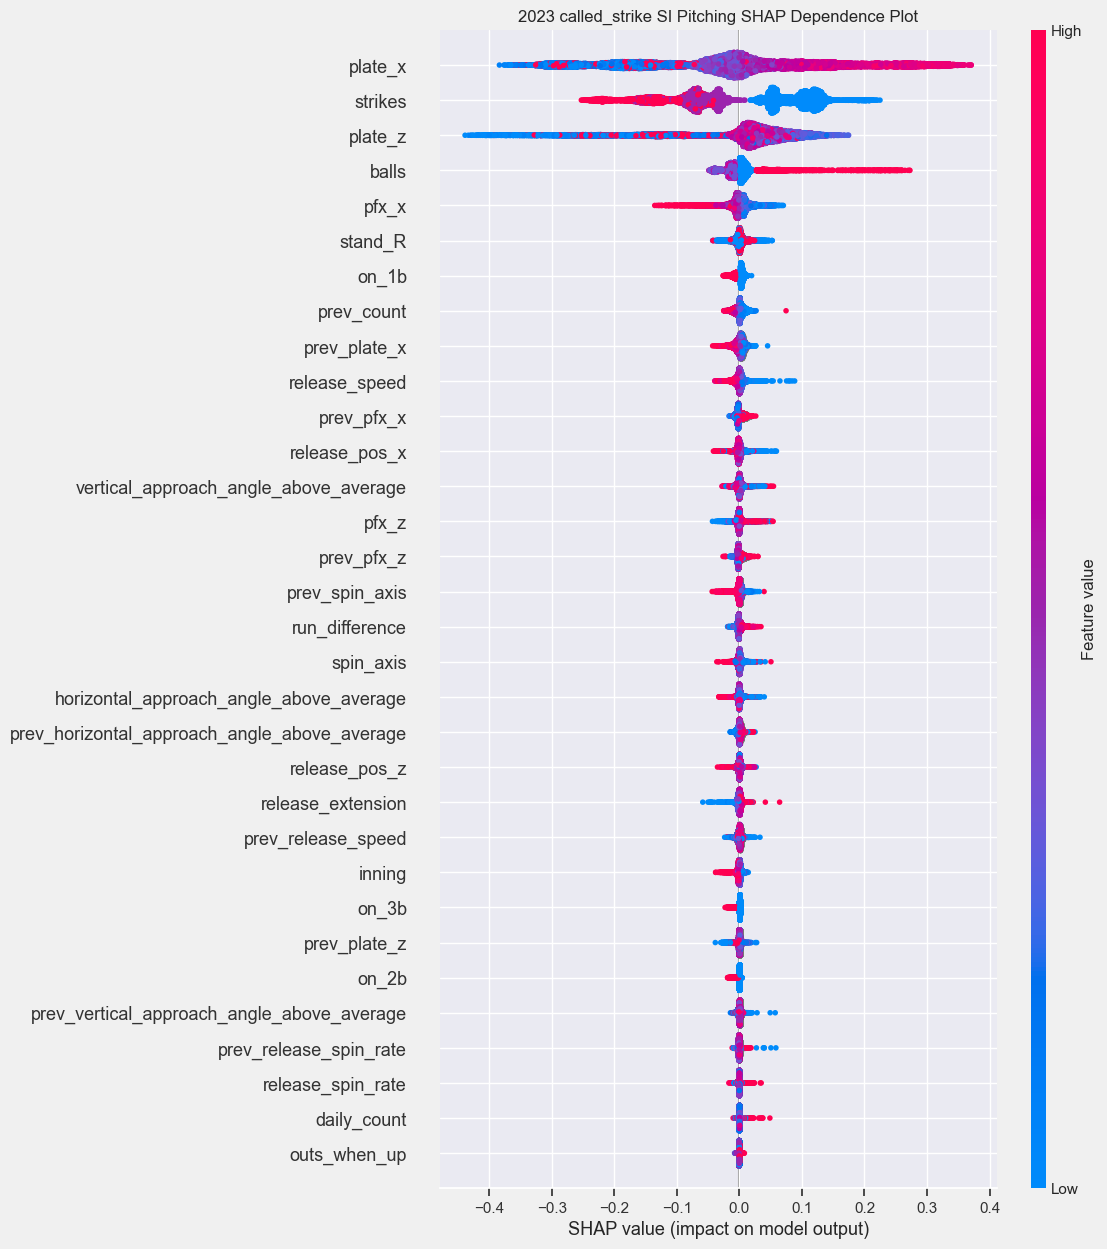 2023 called_strike SI Pitching SHAP Dependence Plot
High
plate_x
strikes
plate_z
balls
pfx_x
stand_R
on_1b
prev_count
prev_plate_x
release_speed
prev_pfx_x
release_pos_x
vertical_approach_angle_above_average
pfx_z
prev_pfx_z
prev_spin_axis
run_difference
spin_axis
horizontal_approach_angle_above_average
prev_horizontal_approach_angle_above_average
release_pos_z
release_extension
prev_release_speed
inning
on_3b
prev_plate_z
on_2b
prev_vertical_approach_angle_above_average
prev_release_spin_rate
release_spin_rate
daily_count
outs_when_up
Feature value
Low
−0.4 −0.3 −0.2 −0.1 0.0 0.1 0.2 0.3 0.4
SHAP value (impact on model output)